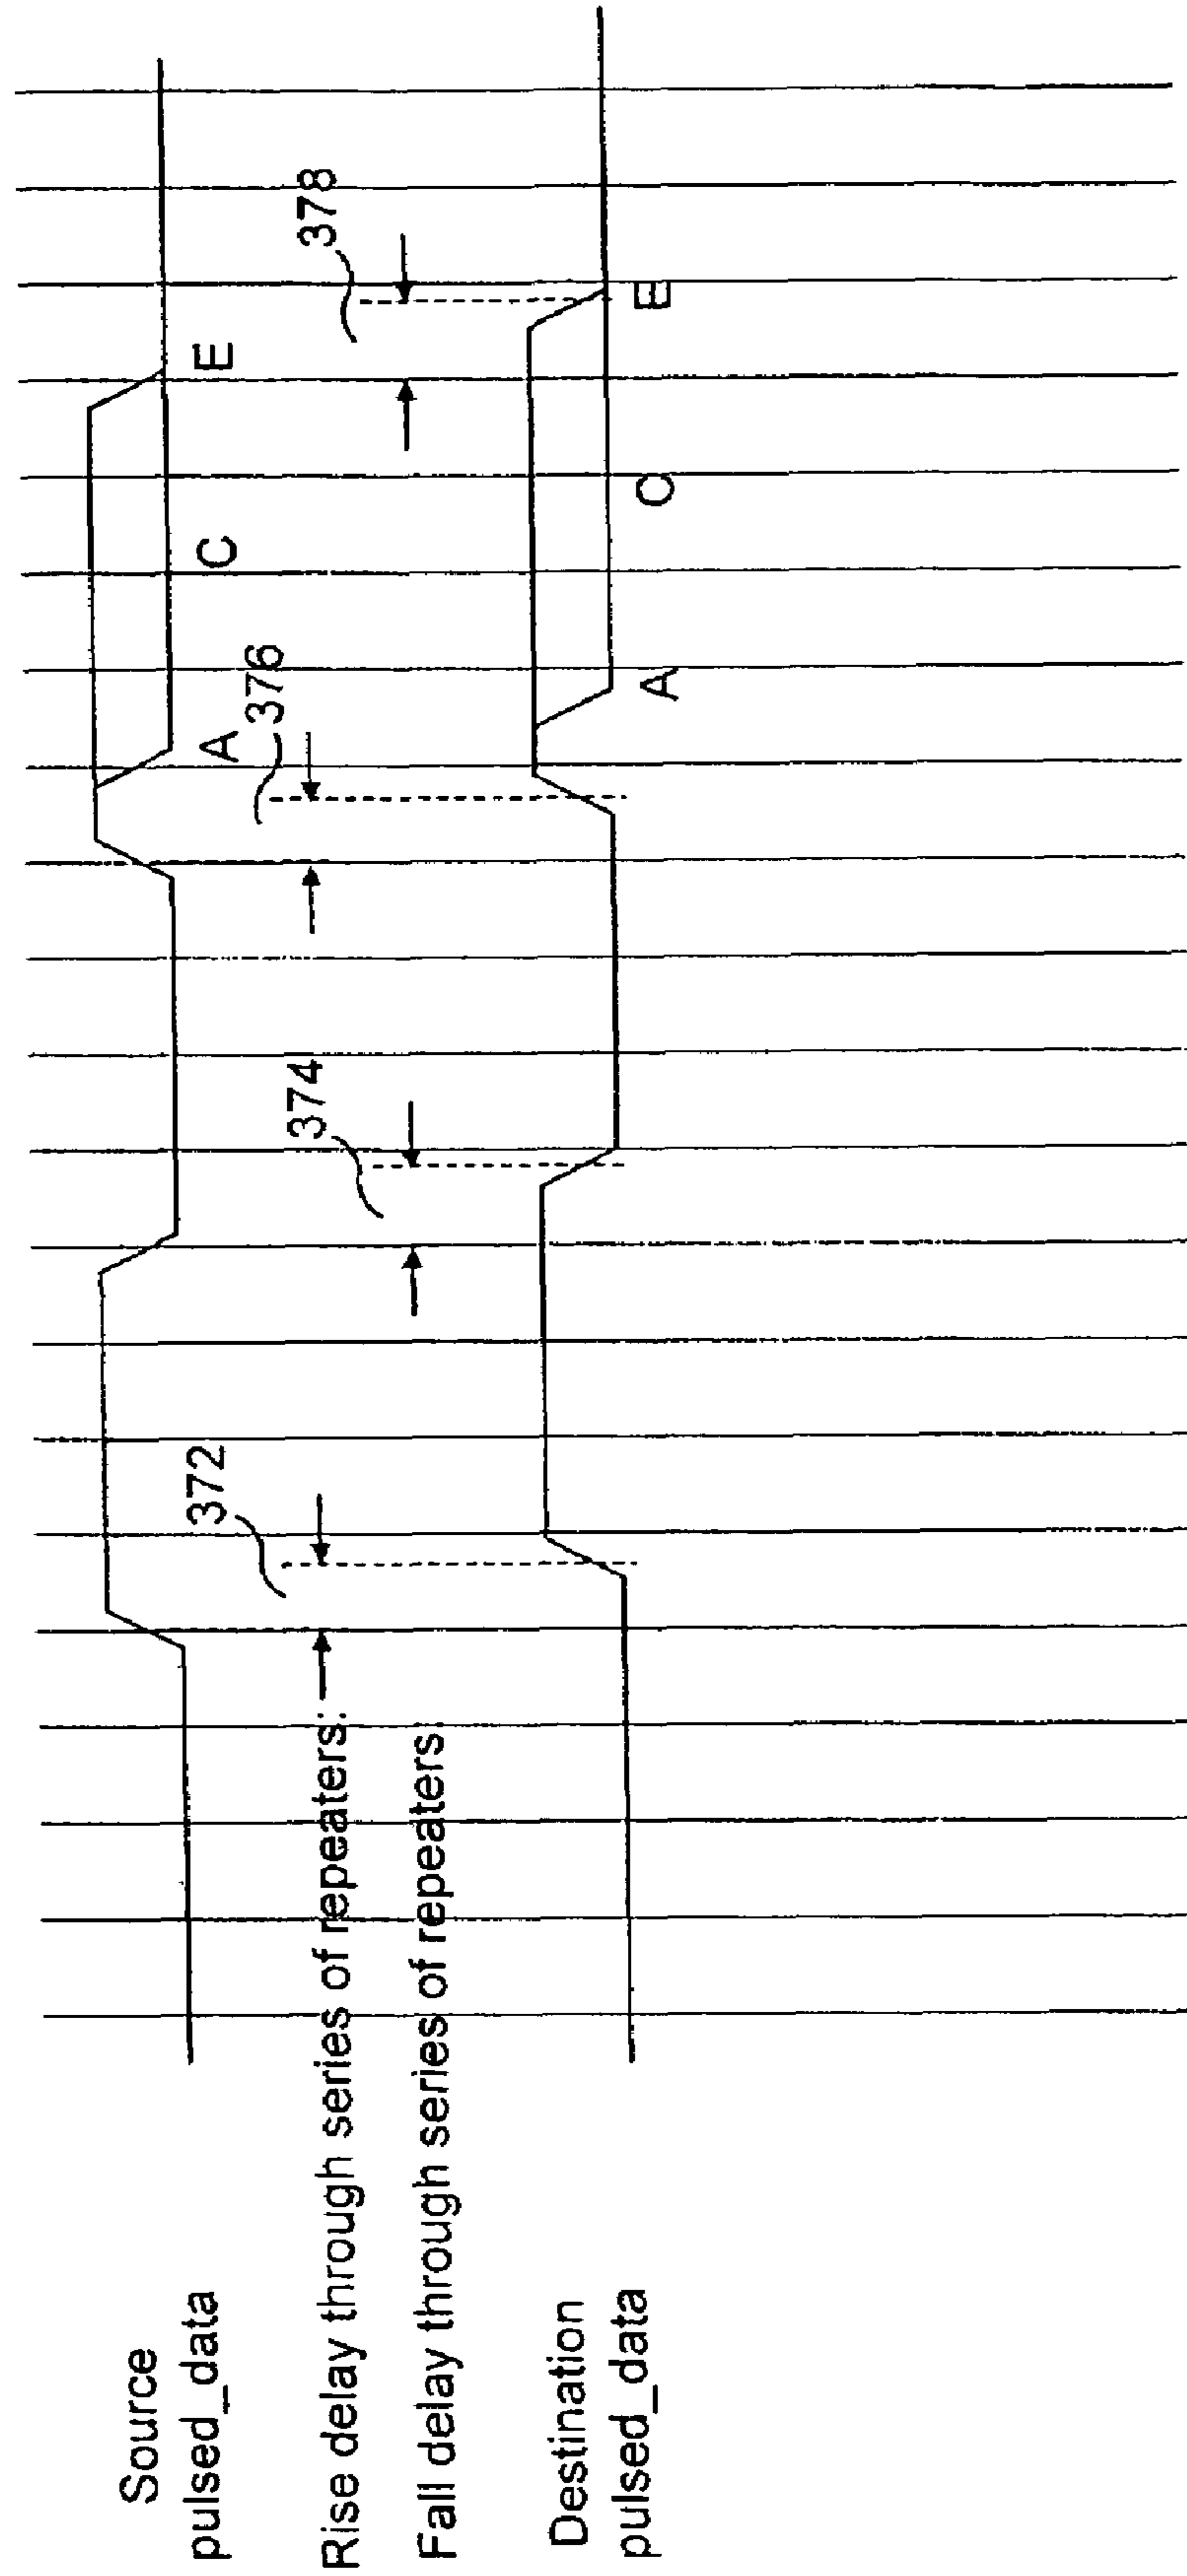 Source
pulsed_data
A
C
E
Rise delay through series of repeaters:
372
376
Fall delay through series of repeaters:
374
378
Destination
pulsed_data
A
C
E